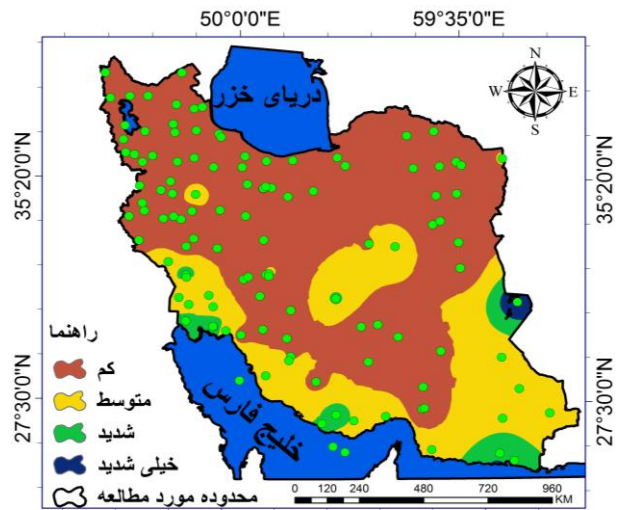 50°0'0"E 59°35'0"E
دریای خزر
N
W E
S
35°20'0"N 35°20'0"N
راهنما
کم
متوسط
شدید
خیلی شدید
محدوده مورد مطالعه
خلیج فارس
27°30'0"N 27°30'0"N
0 120 240 480 720 960
KM